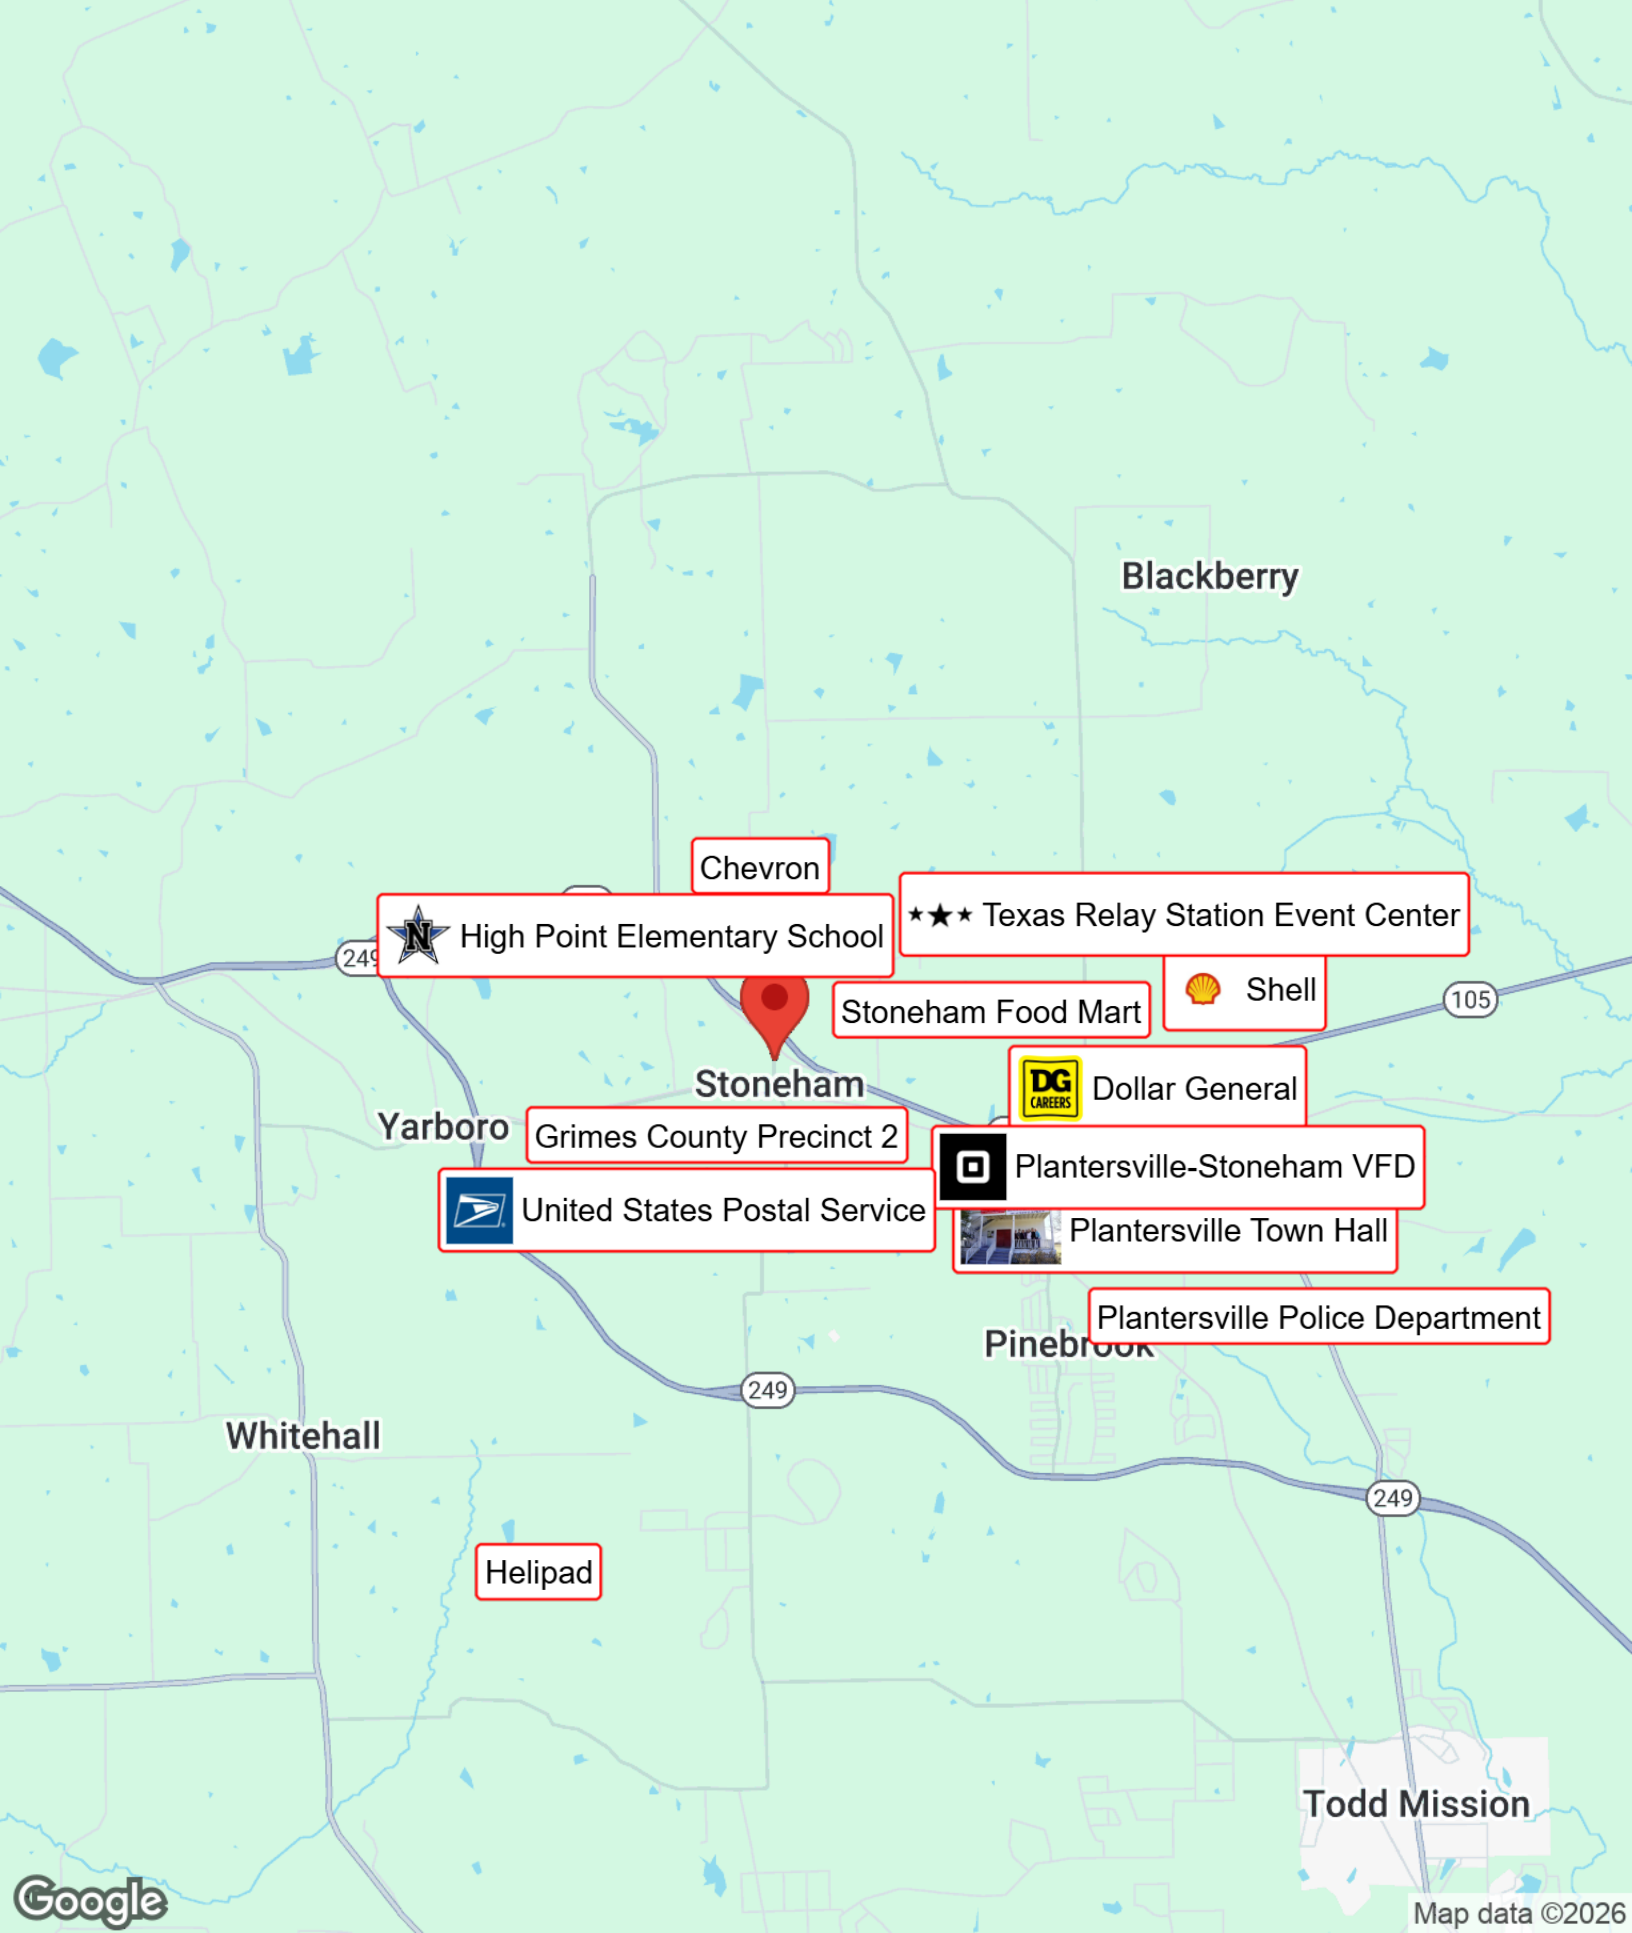 Blackberry
Chevron
High Point Elementary School
N
Texas Relay Station Event Center
249
Shell
105
Stoneham Food Mart
Stoneham
DG
CAREERS
Dollar General
Yarboro
Grimes County Precinct 2
Plantersville-Stoneham VFD
United States Postal Service
Plantersville Town Hall
Plantersville Police Department
Pinebrook
249
Whitehall
249
Helipad
Todd Mission
Google
Map data ©2026